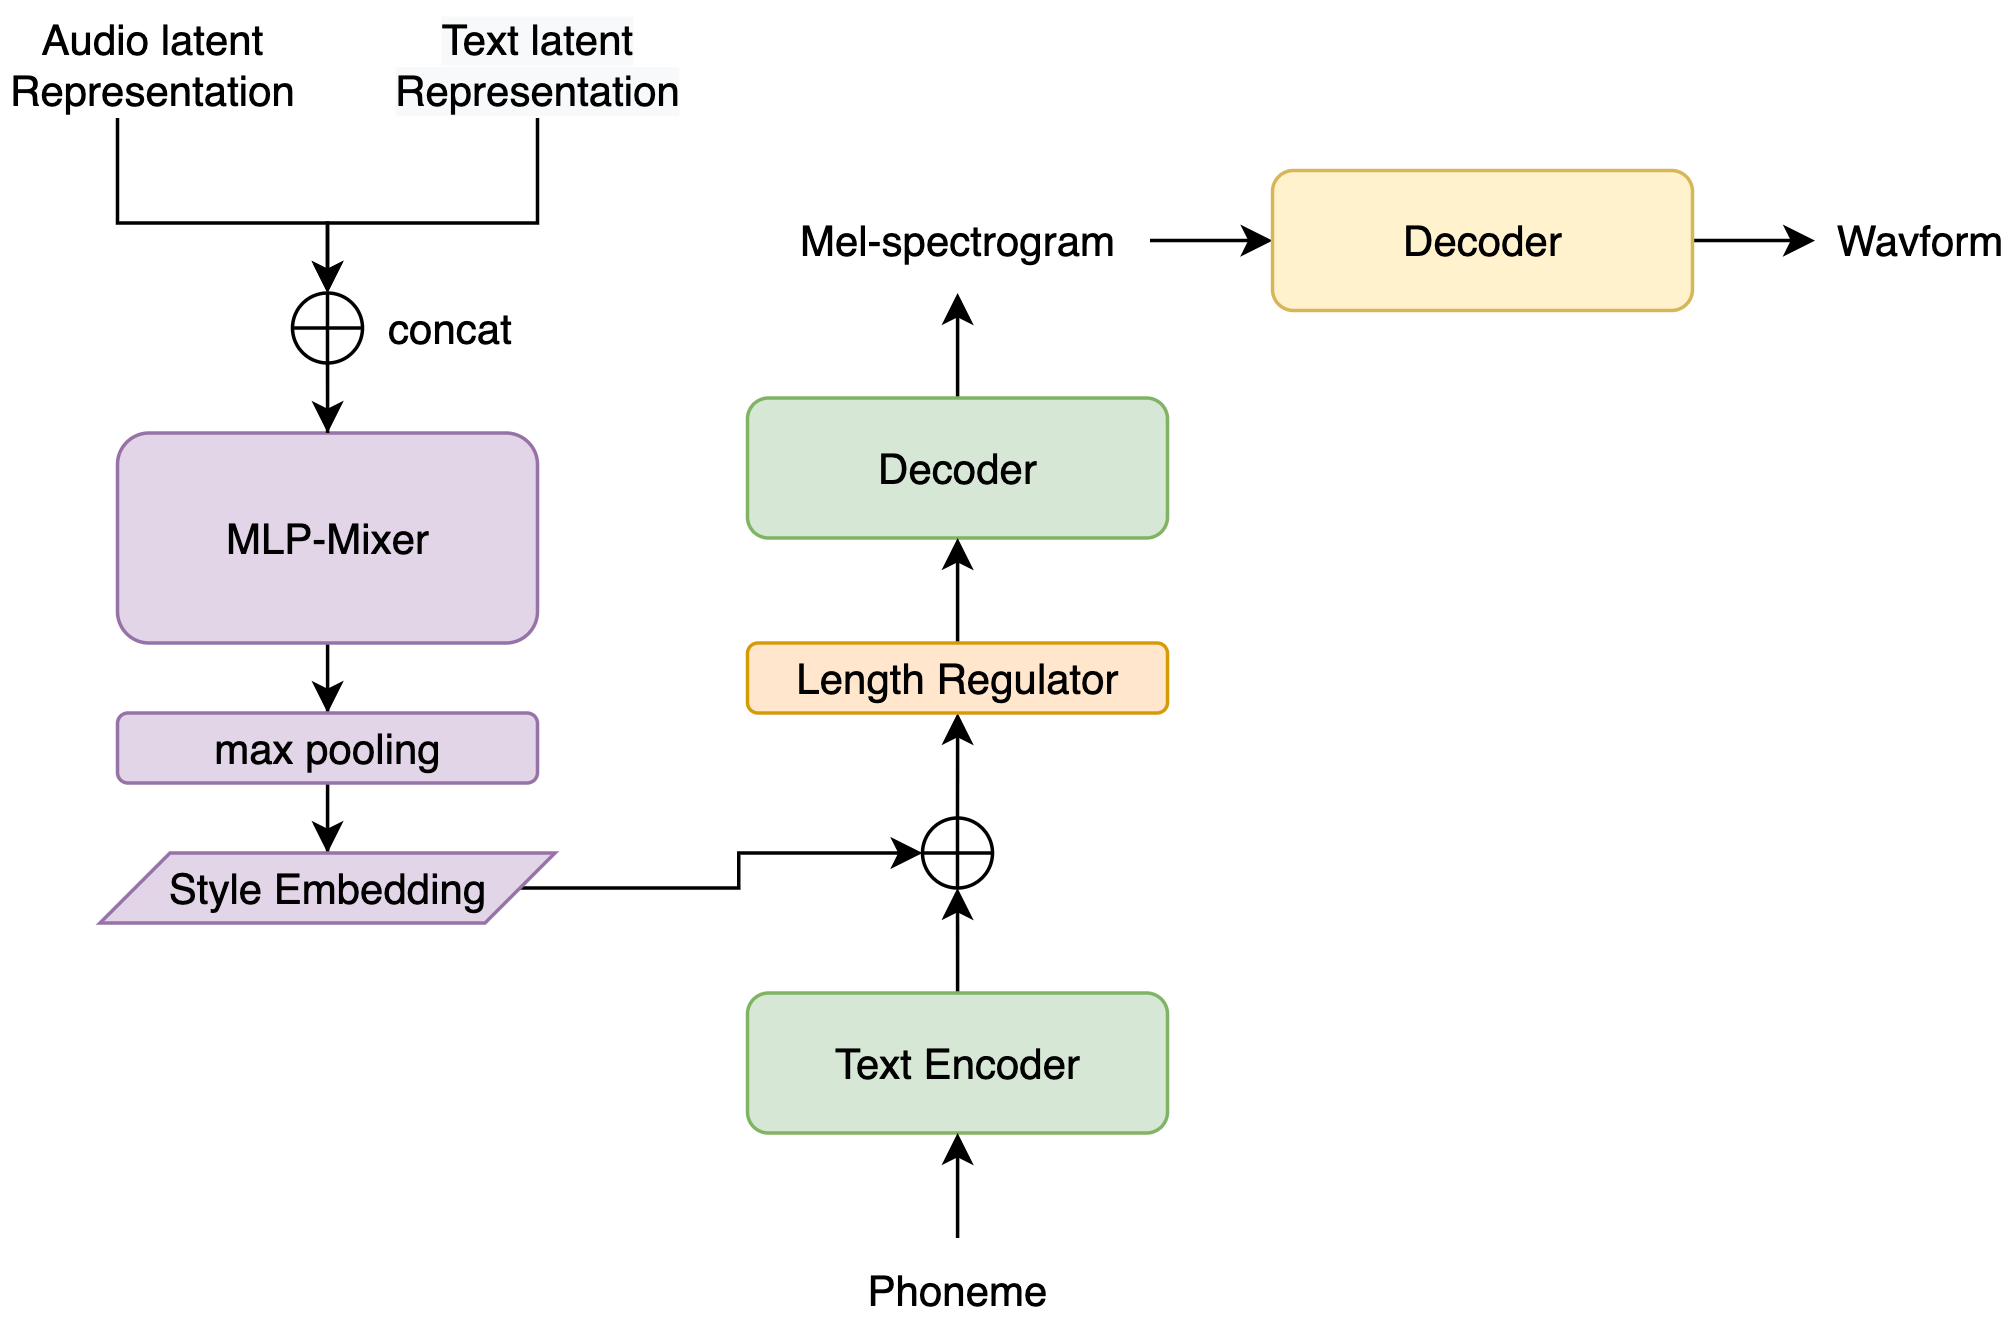 Audio latent
Representation
Text latent
Representation
concat
MLP-Mixer
max pooling
Style Embedding
Mel-spectrogram
Decoder
Wavform
Decoder
Length Regulator
Text Encoder
Phoneme